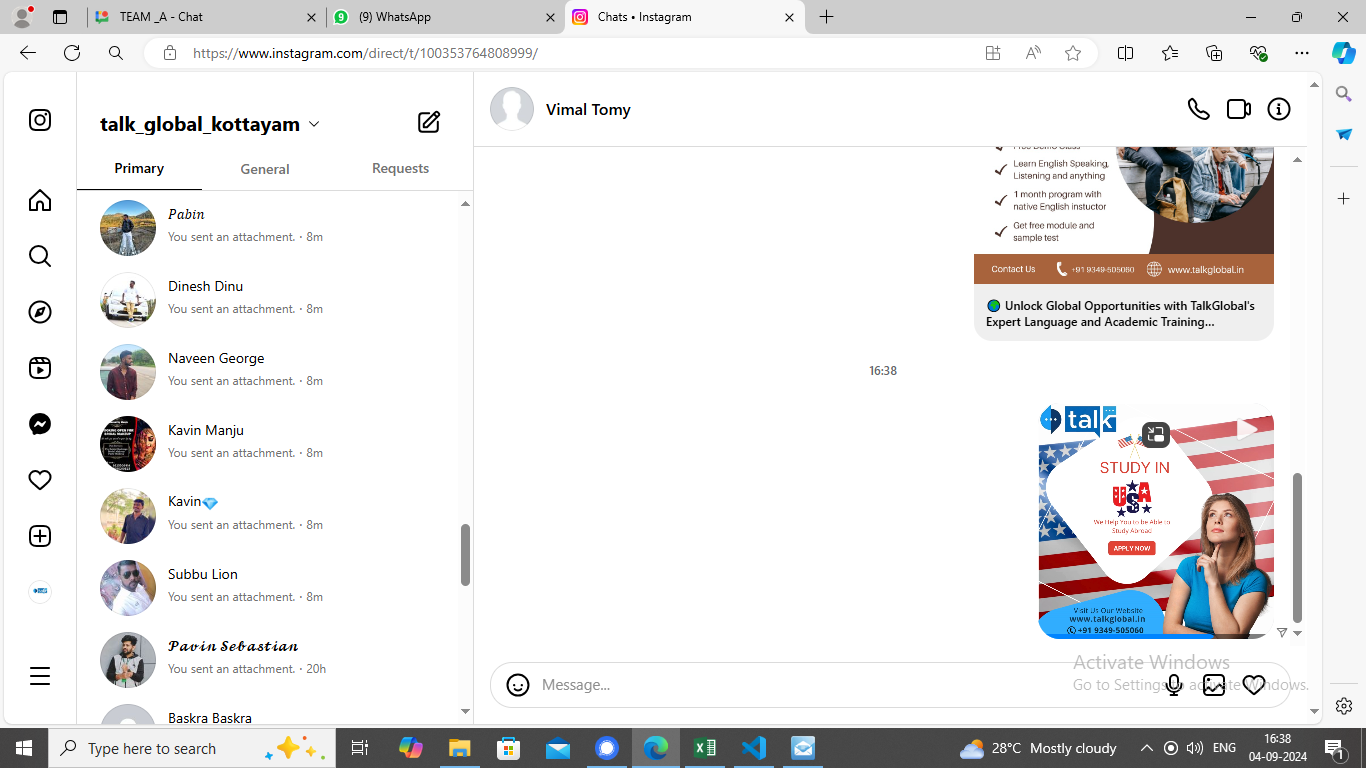 TEAM _A - Chat
(9) WhatsApp
Chats • Instagram
https://www.instagram.com/direct/t/100353764808999/
talk_global_kottayam
Primary
General
Requests
Pabin
You sent an attachment. · 8m
Dinesh Dinu
You sent an attachment. · 8m
Naveen George
You sent an attachment. · 8m
Kavin Manju
You sent an attachment. · 8m
Kavin💎
You sent an attachment. · 8m
Subbu Lion
You sent an attachment. · 8m
𝓟𝓪𝓿𝓲𝓷 𝓢𝓮𝓫𝓪𝓼𝓽𝓲𝓪𝓷
You sent an attachment. · 20h
Baskra Baskra
Vimal Tomy
Free Demo Class
Learn English Speaking,
Listening and anything
1 month program with
native English instuctor
Get free module and
sample test
Contact Us
+91 9349-505060
www.talkglobal.in
🌍 Unlock Global Opportunities with TalkGlobal's
Expert Language and Academic Training...
16:38
talk
STUDY IN
USA
We Help You to be Able to
Study Abroad
APPLY NOW
Visit Us Our Website
www.talkglobal.in
+91 9349-505060
Message...
Activate Windows
Go to Settings to activate Windows.
Type here to search
28°C Mostly cloudy
ENG
16:38
04-09-2024
1